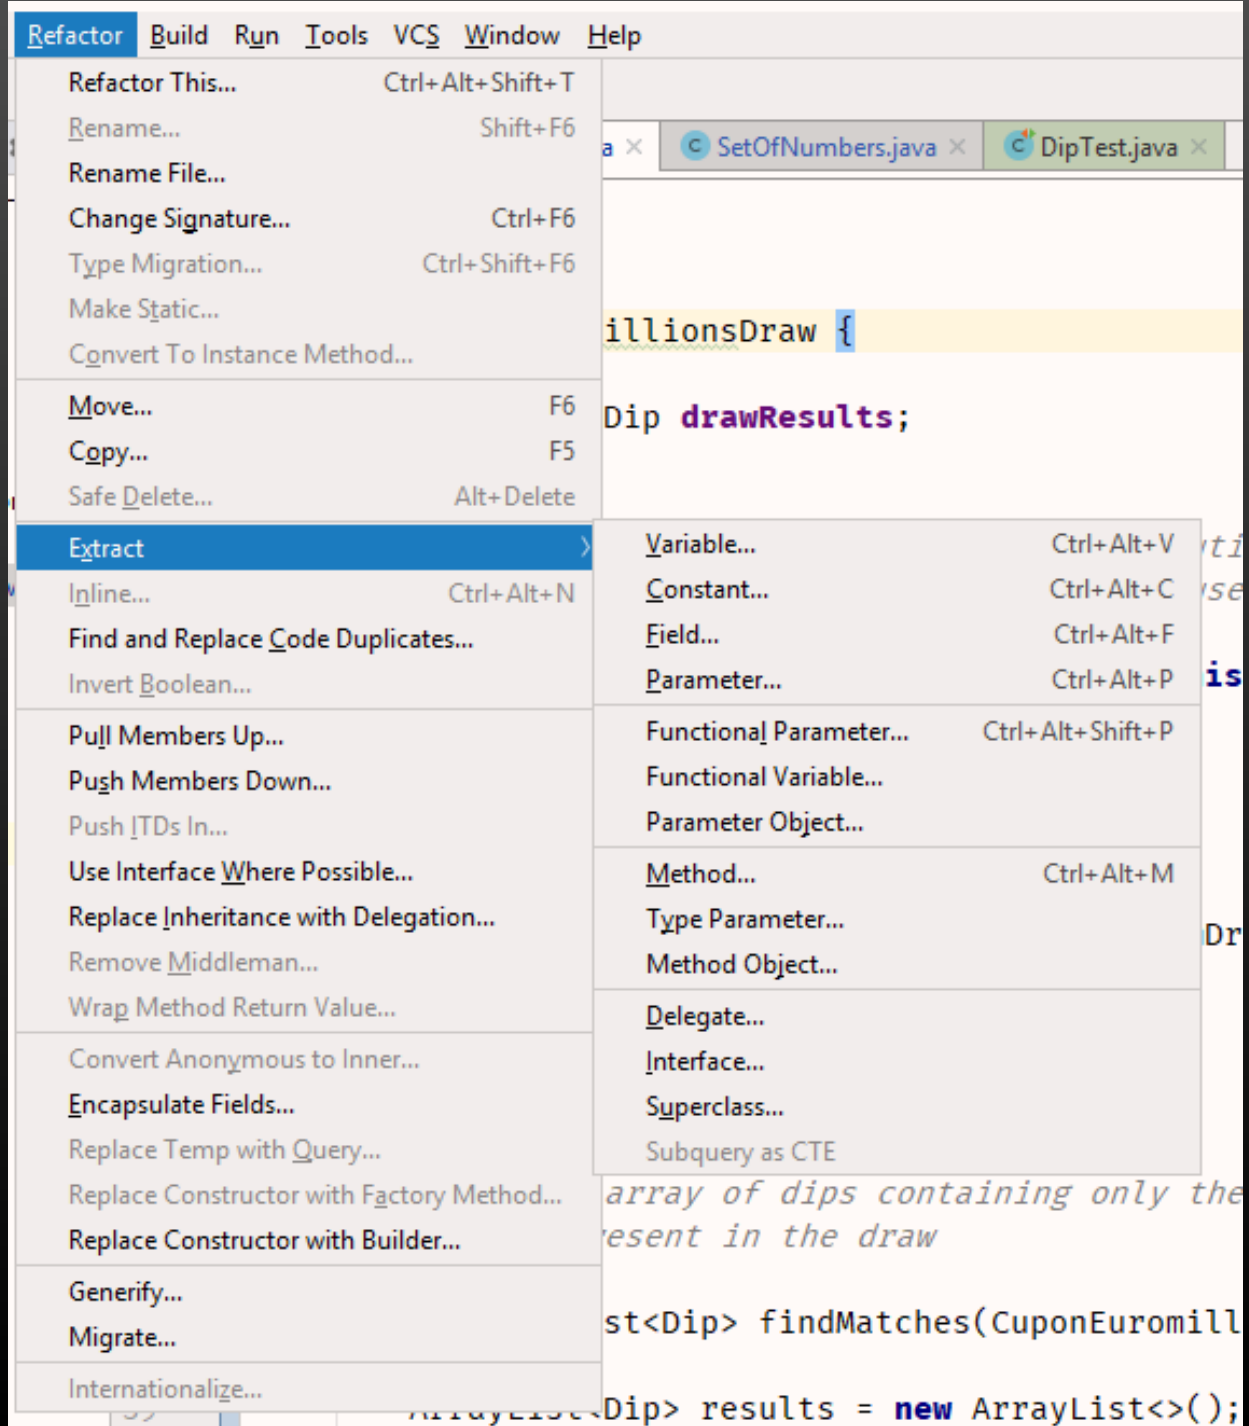 Refactor Build Run Tools VCS Window Help
Refactor This... Ctrl+Alt+Shift+T
Rename... Shift+F6
a SetOfNumbers.java DipTest.java
Rename File...
Change Signature... Ctrl+F6
Type Migration... Ctrl+Shift+F6
Make Static...
illionsDraw {
Convert To Instance Method...
Move... F6
Dip drawResults;
Copy... F5
Safe Delete... Alt+Delete
Extract
Inline... Ctrl+Alt+N
Find and Replace Code Duplicates...
Invert Boolean...
Pull Members Up...
Push Members Down...
Push ITDs In...
Use Interface Where Possible...
Replace Inheritance with Delegation...
Remove Middleman...
Wrap Method Return Value...
Convert Anonymous to Inner...
Encapsulate Fields...
Replace Temp with Query...
Replace Constructor with Factory Method...
Replace Constructor with Builder...
Generify...
Migrate...
Internationalize...
Variable... Ctrl+Alt+V
Constant... Ctrl+Alt+C
Field... Ctrl+Alt+F
Parameter... Ctrl+Alt+P
Functional Parameter... Ctrl+Alt+Shift+P
Functional Variable...
Parameter Object...
Method... Ctrl+Alt+M
Type Parameter...
Method Object...
Delegate...
Interface...
Superclass...
Subquery as CTE
uti
use
is
Dr
array of dips containing only the
esent in the draw
st<Dip> findMatches(CuponEuromill
ArrayList<Dip> results = new ArrayList<>();